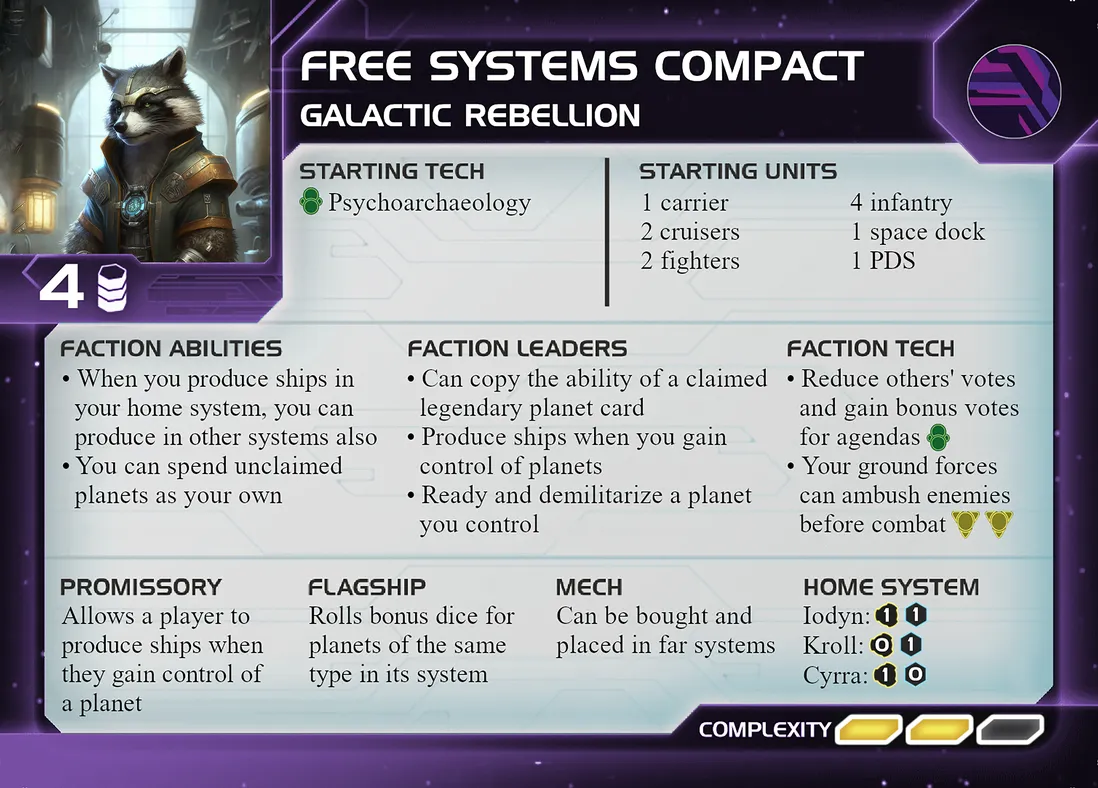 FREE SYSTEMS COMPACT
GALACTIC REBELLION
4
STARTING TECH
Psychoarchaeology
STARTING UNITS
1 carrier
2 cruisers
2 fighters
4 infantry
1 space dock
1 PDS
FACTION ABILITIES
• When you produce ships in
your home system, you can
produce in other systems also
• You can spend unclaimed
planets as your own
FACTION LEADERS
• Can copy the ability of a claimed
legendary planet card
• Produce ships when you gain
control of planets
• Ready and demilitarize a planet
you control
FACTION TECH
• Reduce others' votes
and gain bonus votes
for agendas
• Your ground forces
can ambush enemies
before combat
PROMISSORY
Allows a player to
produce ships when
they gain control of
a planet
FLAGSHIP
Rolls bonus dice for
planets of the same
type in its system
MECH
Can be bought and
placed in far systems
HOME SYSTEM
Iodyn: 1 1
Kroll: 0 1
Cyrra: 1 0
COMPLEXITY